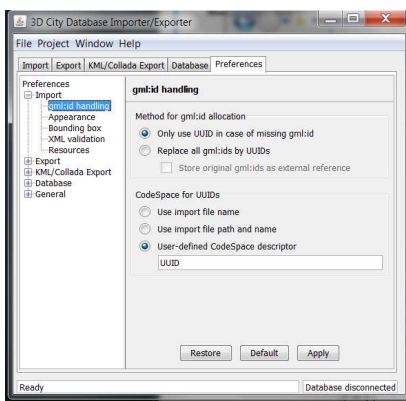 3D City Database Importer/Exporter
File Project Window Help
Import Export KML/Collada Export Database Preferences
Preferences
Import
gml:id handling
Appearance
Bounding box
XML validation
Resources
Export
KML/Collada Export
Database
General
gml:id handling
Method for gml:id allocation
Only use UUID in case of missing gml:id
Replace all gml:ids by UUIDs
Store original gml:ids as external reference
CodeSpace for UUIDs
Use import file name
Use import file path and name
User-defined CodeSpace descriptor
UUID
Restore Default Apply
Ready Database disconnected